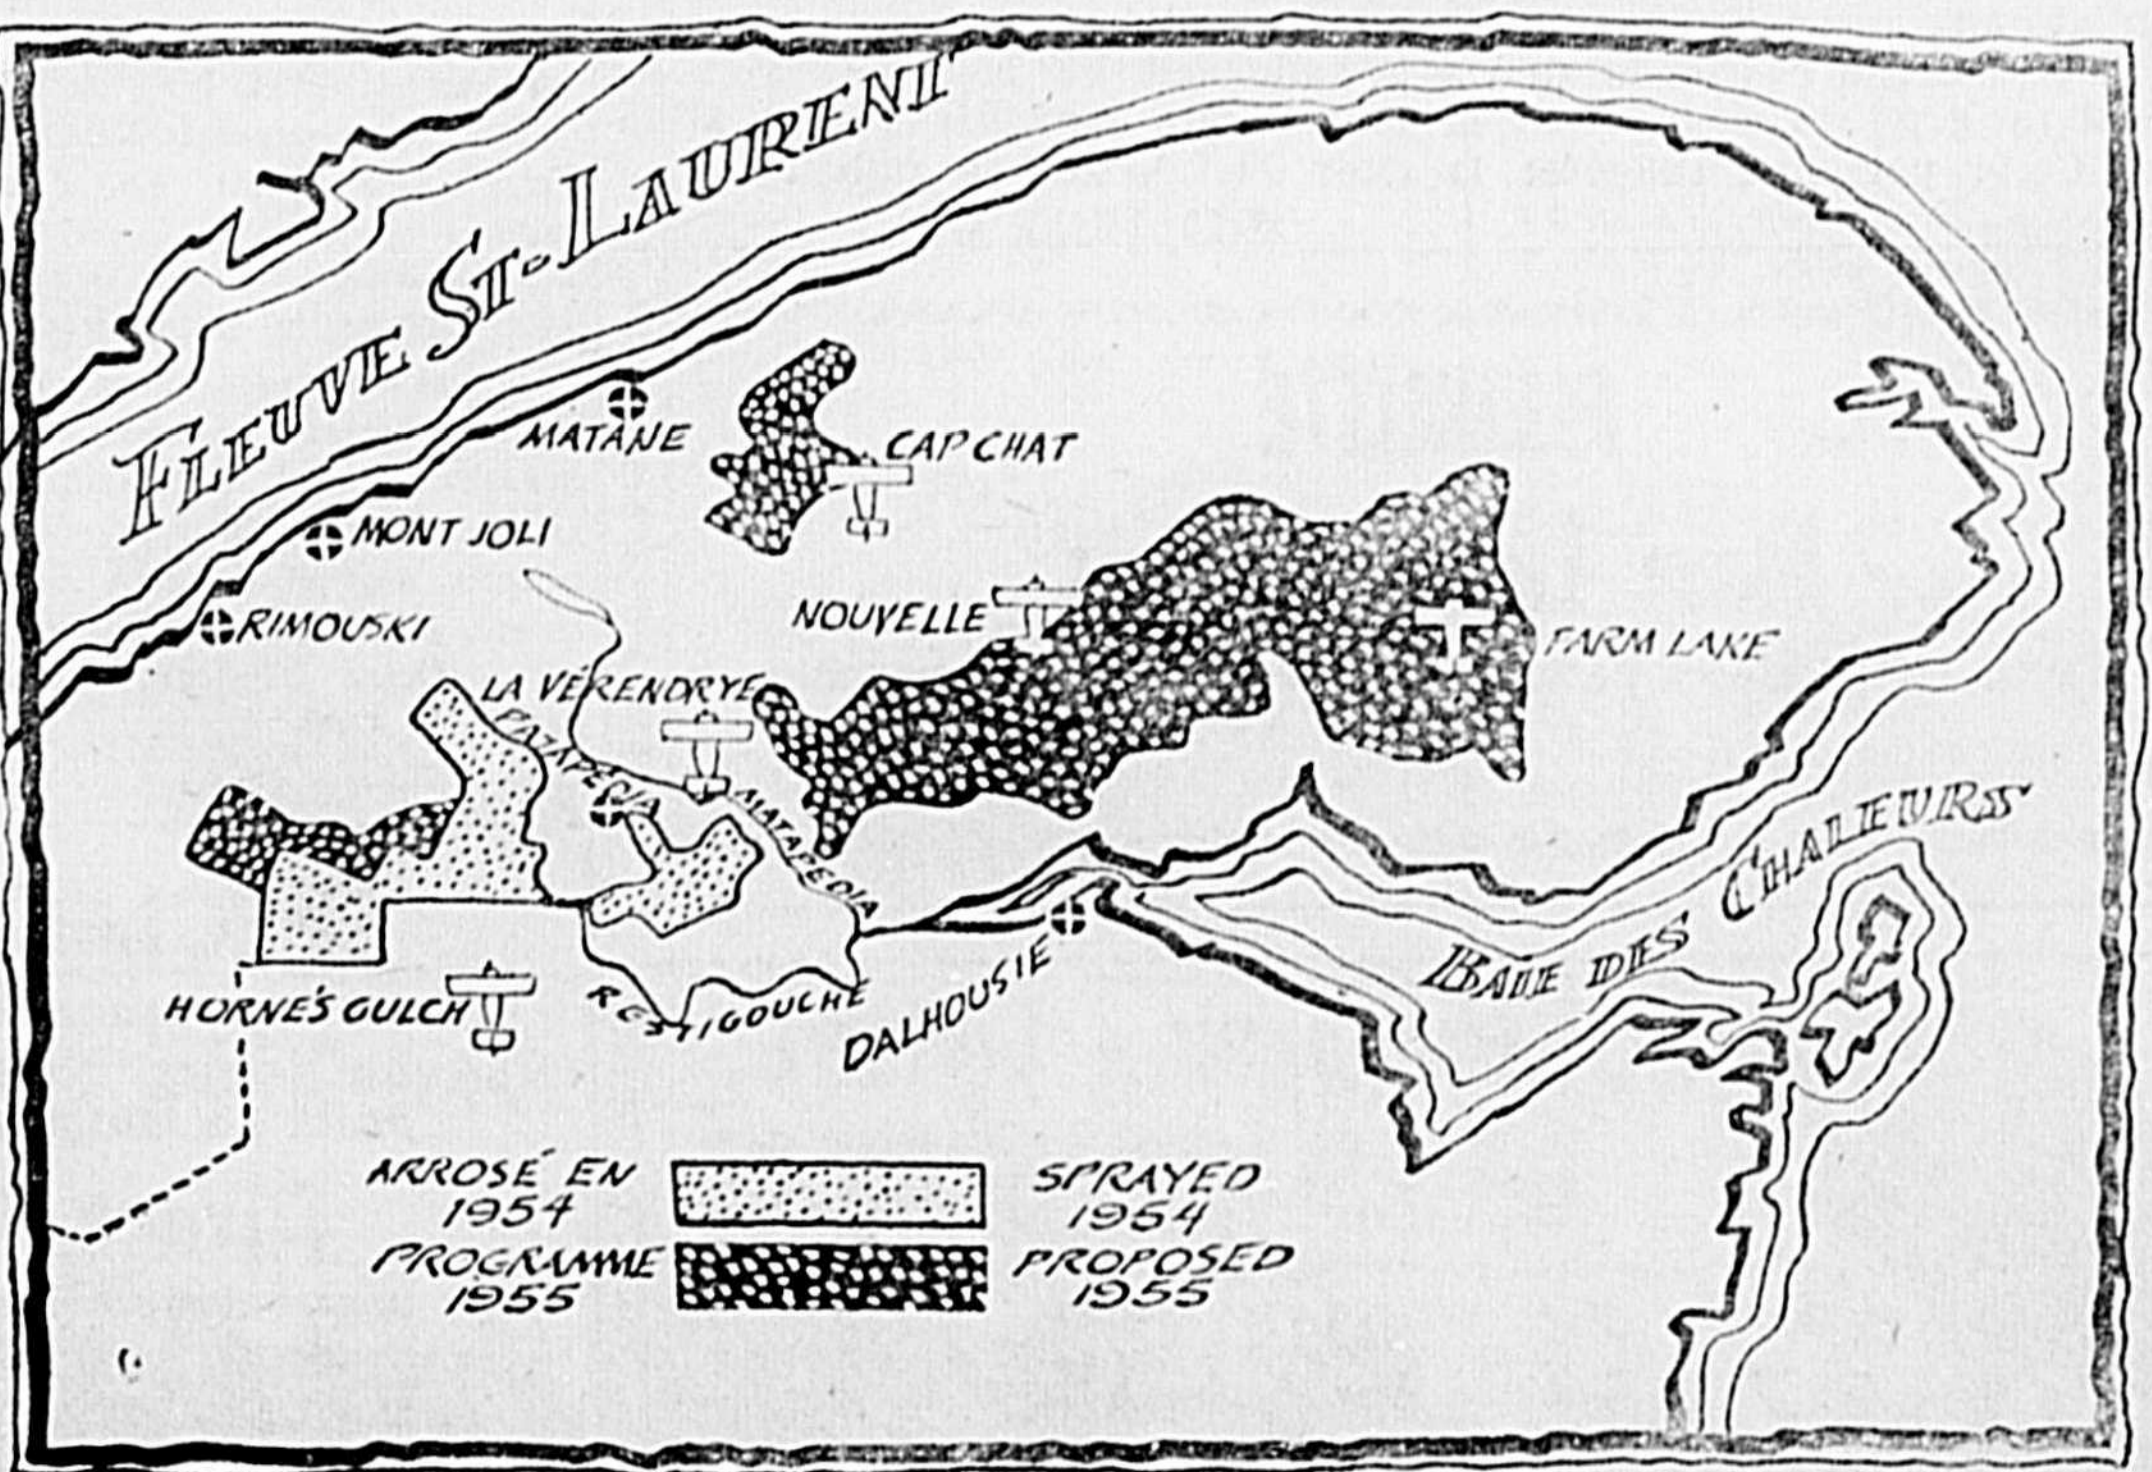 FLEUVE ST-LAURENT
MATANE
CAP CHAT
MONT JOLI
NOUVELLE
RIMOUSKI
FARM LAKE
LA VÉRENDRYE
PATAPÉDIA
MATAPEDIA
CHALEURS
BAIE DES
HORNE'S GULCH
RESTIGOUCHE
DALHOUSIE
ARROSÉ EN
1954
SPRAYED
1954
PROGRAMME
1955
PROPOSED
1955